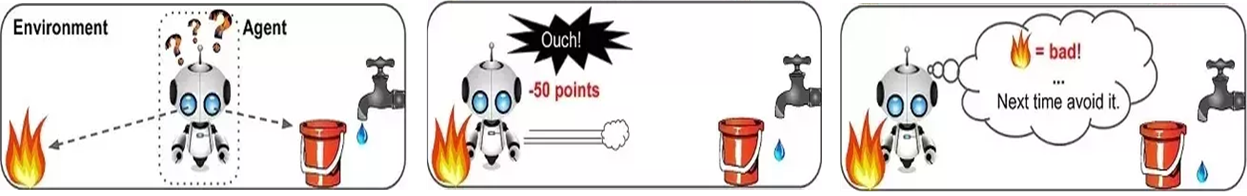 Environment
Agent
? ? ?
Ouch!
-50 points
= bad!
...
Next time avoid it.